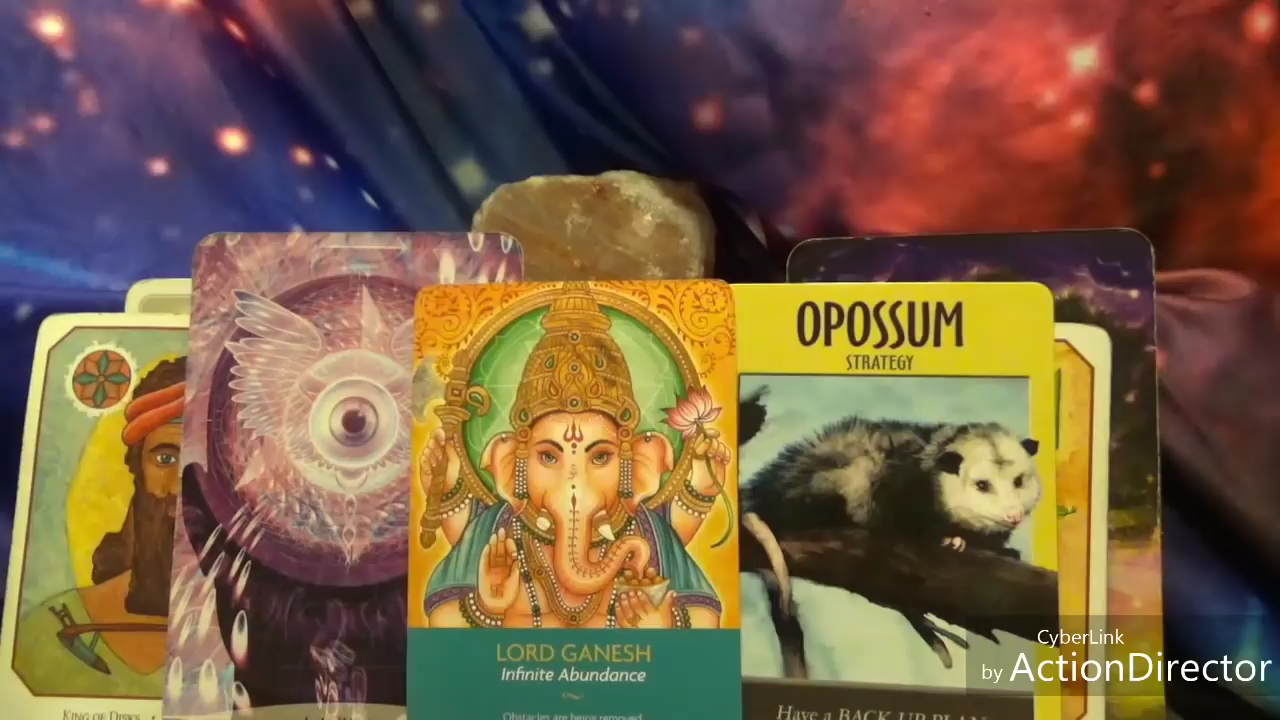 OPOSSUM
STRATEGY
LORD GANESH
Infinite Abundance
Obstacles are being removed
KING OF DISKS
Have a BACK-UP PLAN
CyberLink
by ActionDirector